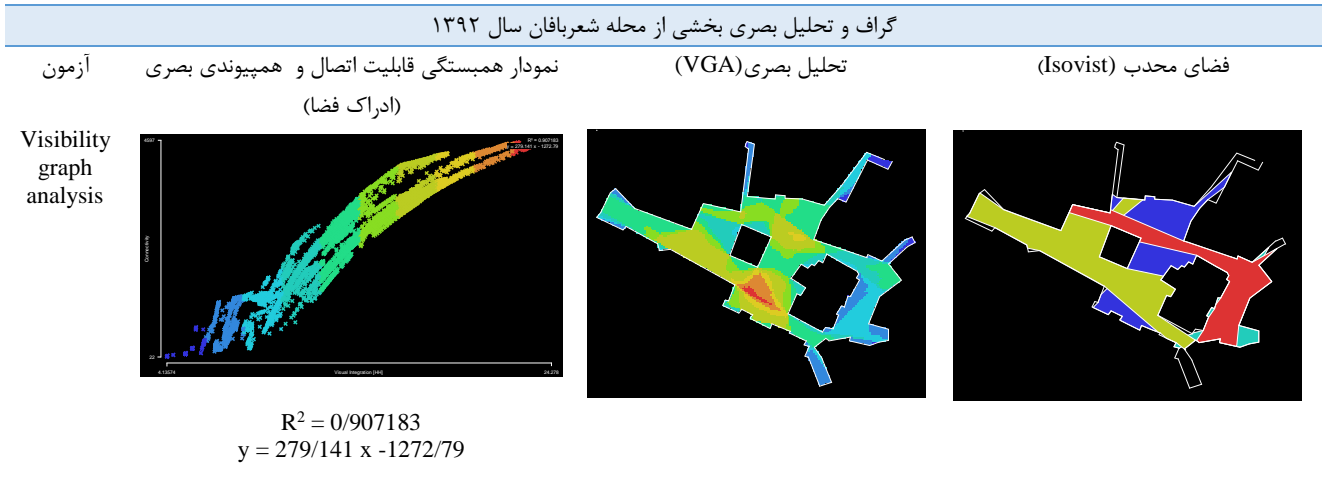 گراف و تحلیل بصری بخشی از محله شعربافان سال ۱۳۹۲
آزمون
نمودار همبستگی قابلیت اتصال و همپیوندی بصری
(ادراک فضا)
تحلیل بصری(VGA)
فضای محدب (Isovist)
Visibility
graph
analysis
4597
R² = 0.907183
= 279.141 x - 1272.79
Connectivity
22
4.13574
Visual Integration [HH]
24.278
R² = 0/907183
y = 279/141 x -1272/79